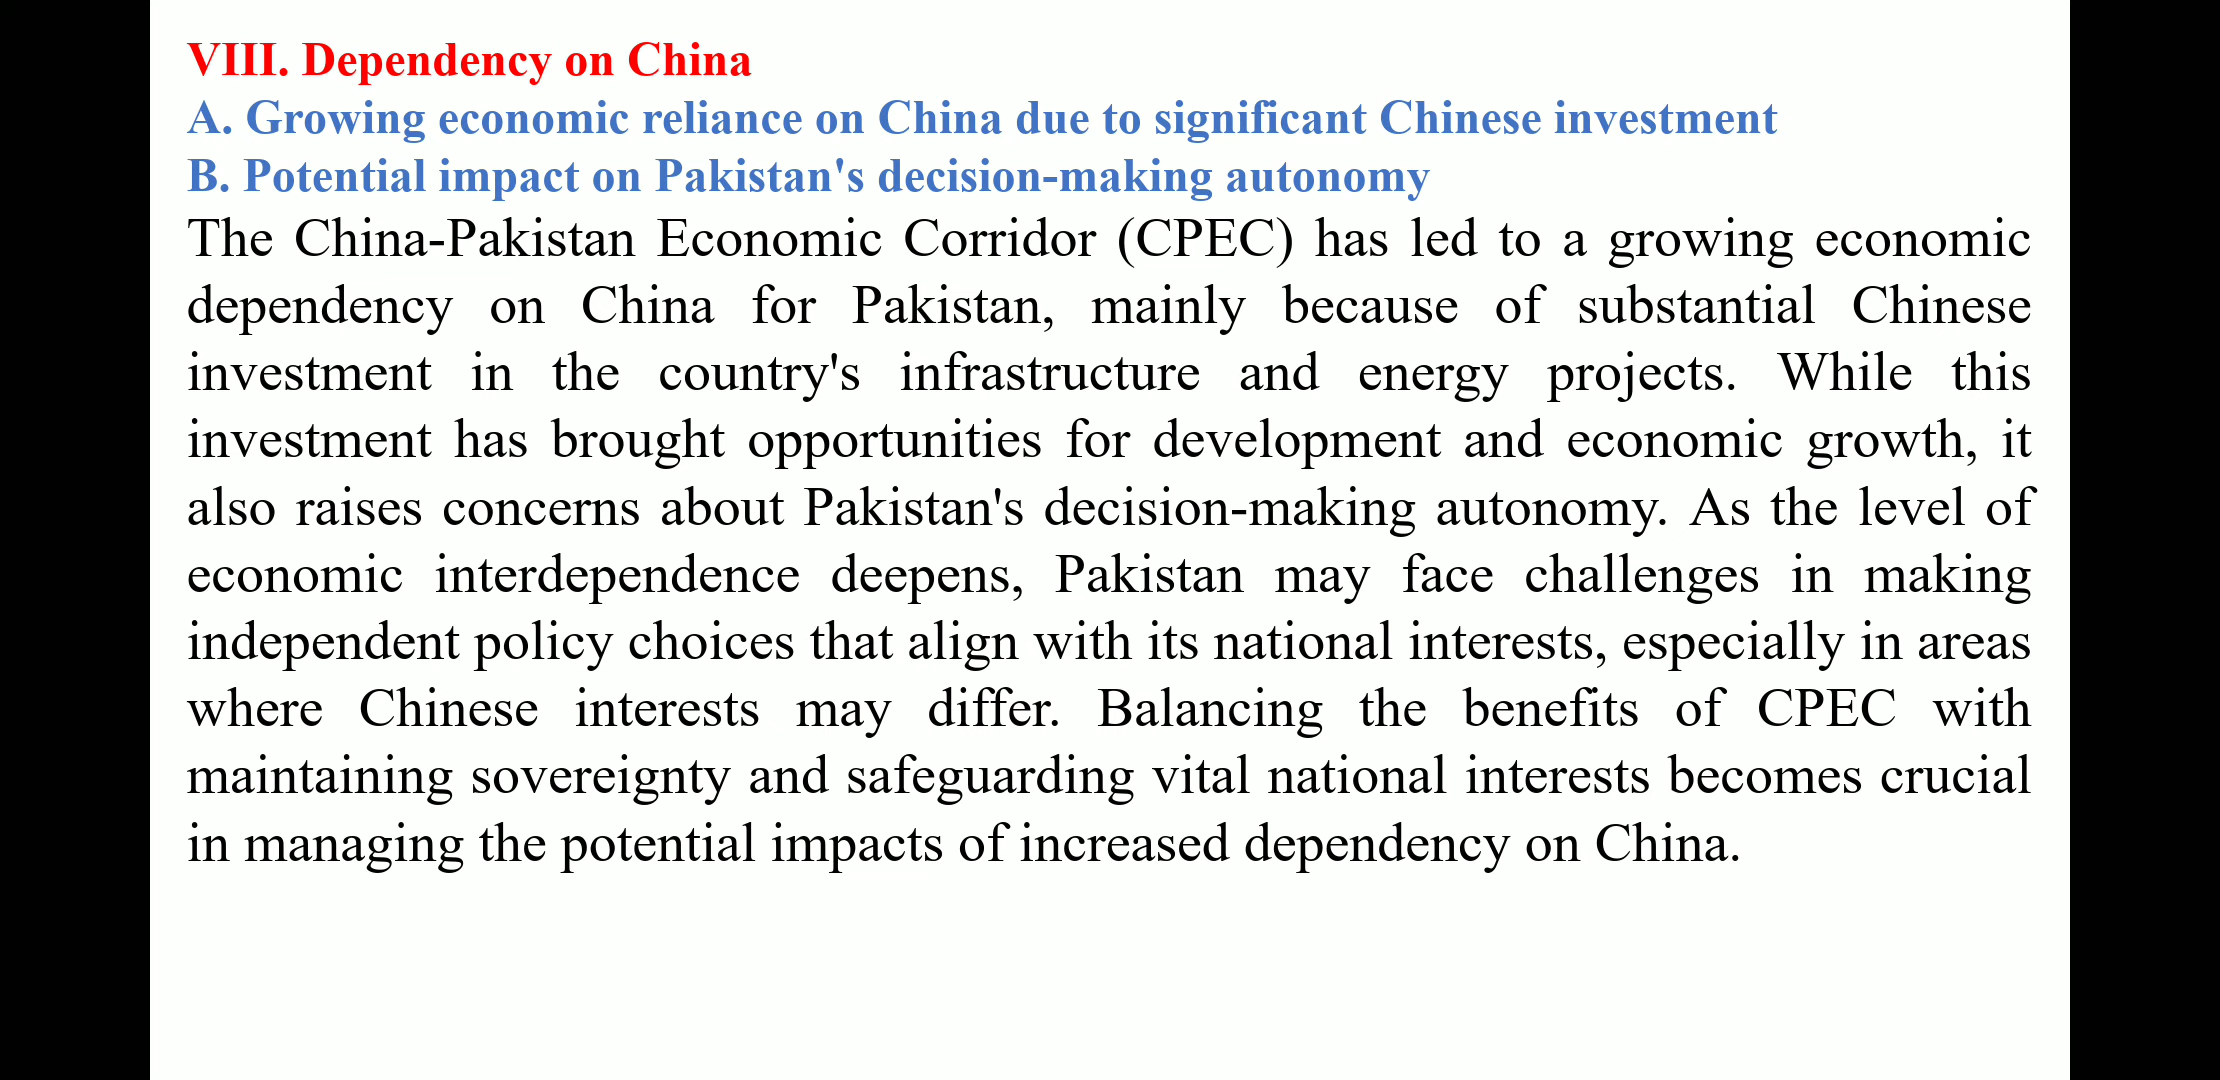 VIII. Dependency on China
A. Growing economic reliance on China due to significant Chinese investment
B. Potential impact on Pakistan's decision-making autonomy
The China-Pakistan Economic Corridor (CPEC) has led to a growing economic
dependency on China for Pakistan, mainly because of substantial Chinese
investment in the country's infrastructure and energy projects. While this
investment has brought opportunities for development and economic growth, it
also raises concerns about Pakistan's decision-making autonomy. As the level of
economic interdependence deepens, Pakistan may face challenges in making
independent policy choices that align with its national interests, especially in areas
where Chinese interests may differ. Balancing the benefits of CPEC with
maintaining sovereignty and safeguarding vital national interests becomes crucial
in managing the potential impacts of increased dependency on China.